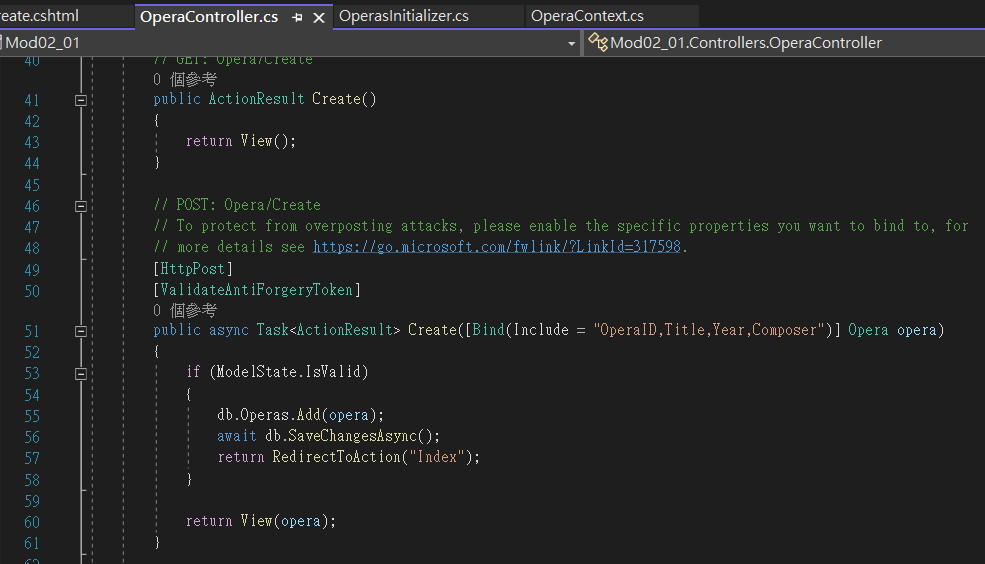 reate.cshtml
OperaController.cs
OperasInitializer.cs
OperaContext.cs
Mod02_01
Mod02_01.Controllers.OperaController
40 // GET: Opera/Create
0 個參考
41 public ActionResult Create()
42 {
43 return View();
44 }
45
46 // POST: Opera/Create
47 // To protect from overposting attacks, please enable the specific properties you want to bind to, for
48 // more details see https://go.microsoft.com/fwlink/?LinkId=317598.
49 [HttpPost]
50 [ValidateAntiForgeryToken]
0 個參考
51 public async Task<ActionResult> Create([Bind(Include = "OperaID,Title,Year,Composer")] Opera opera)
52 {
53 if (ModelState.IsValid)
54 {
55 db.Operas.Add(opera);
56 await db.SaveChangesAsync();
57 return RedirectToAction("Index");
58 }
59
60 return View(opera);
61 }
62